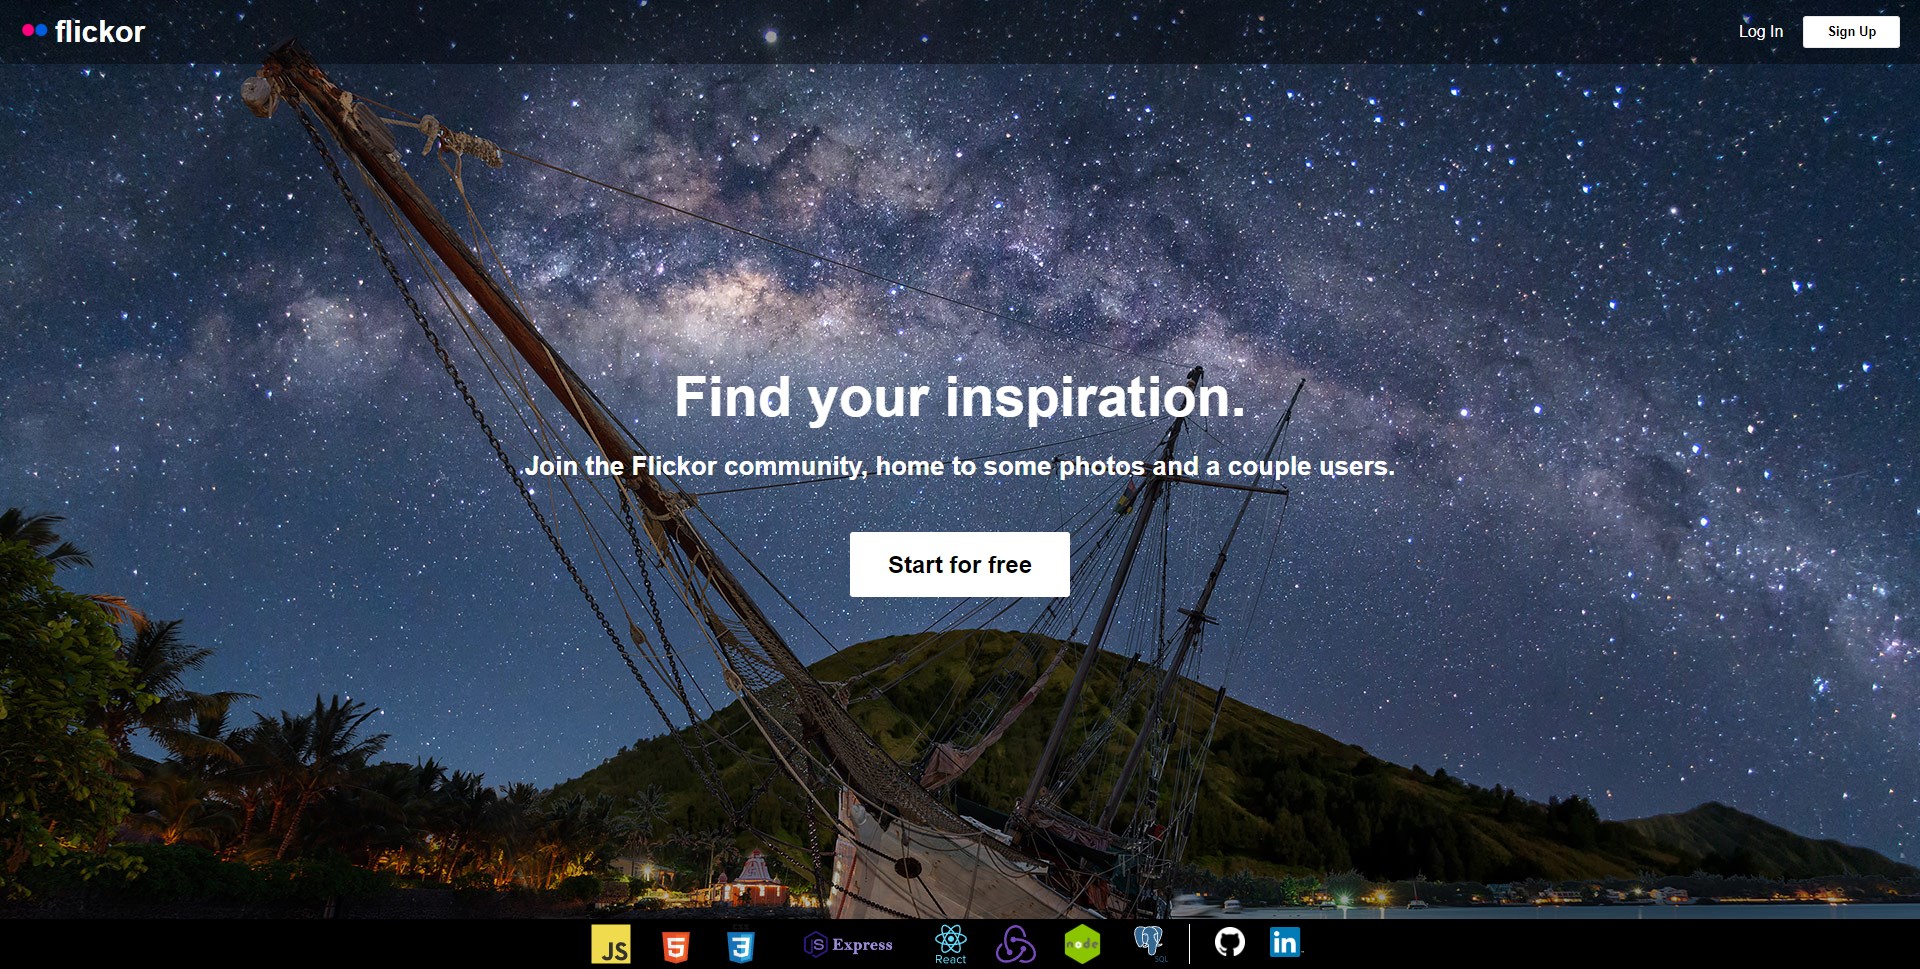 flickor
Log In
Sign Up
Find your inspiration.
Join the Flickor community, home to some photos and a couple users.
Start for free
JS
5
3
JS Express
React
node
SQL
in